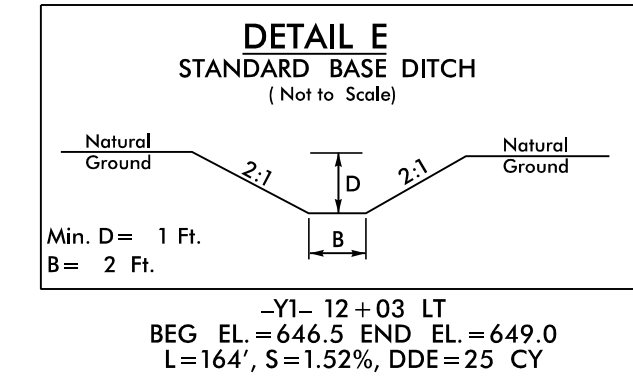 DETAIL E
STANDARD BASE DITCH
( Not to Scale)
Natural
Ground
2:1
D
2:1
Natural
Ground
B
Min. D= 1 Ft.
B= 2 Ft.
-Y1- 12+03 LT
BEG EL.=646.5 END EL.=649.0
L=164', S=1.52%, DDE=25 CY